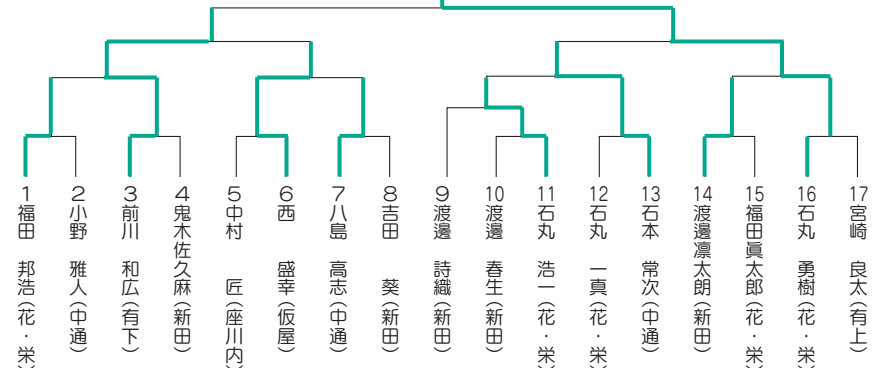 1 福田 邦浩(花・栄)
2 小野 雅人(中通)
3 前川 和広(有下)
4 鬼木佐久麻(新田)
5 中村 匠(座川内)
6 西 盛幸(仮屋)
7 八島 高志(中通)
8 吉田 葵(新田)
9 渡邊 詩織(新田)
10 渡邊 春生(新田)
11 石丸 浩一(花・栄)
12 石丸 一真(花・栄)
13 石本 常次(中通)
14 渡邊凛太朗(新田)
15 福田眞太郎(花・栄)
16 石丸 勇樹(花・栄)
17 宮崎 良太(有上)